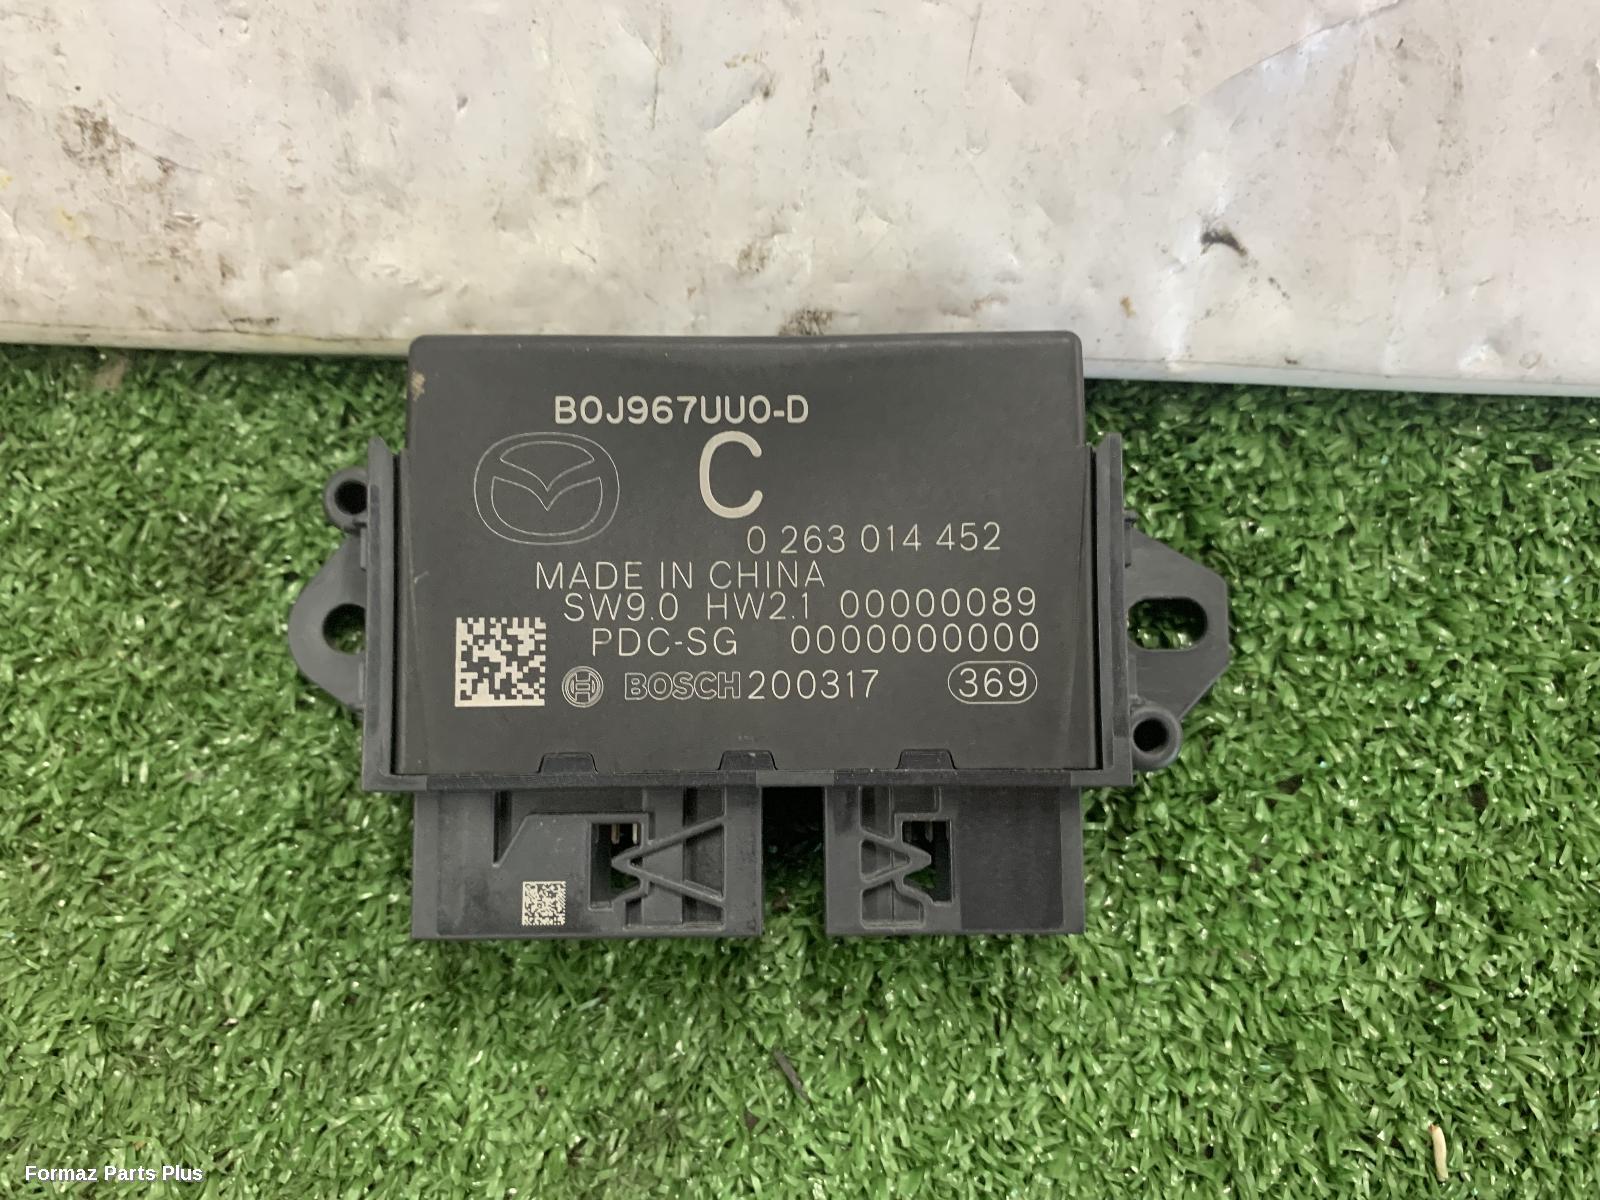 B0J967UU0-D
C
0 263 014 452
MADE IN CHINA
SW9.0 HW2.1 00000089
PDC-SG 0000000000
BOSCH 200317 369
Formaz Parts Plus